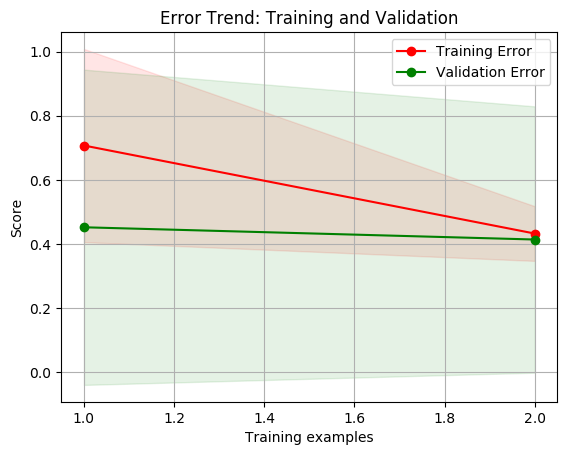 Error Trend: Training and Validation
Training Error
Validation Error
1.0
0.8
0.6
0.4
0.2
0.0
Score
1.0 1.2 1.4 1.6 1.8 2.0
Training examples